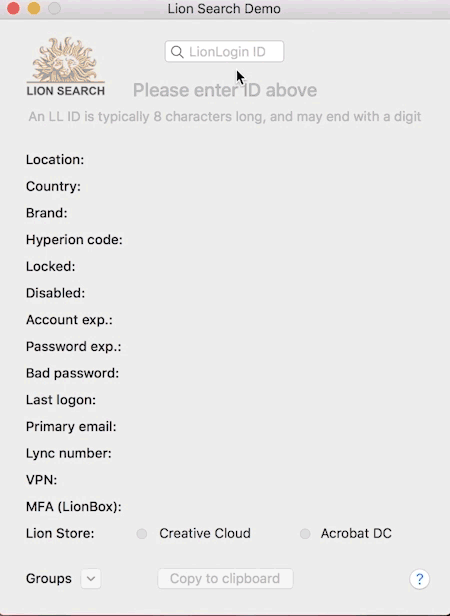 Lion Search Demo
LionLogin ID
LION SEARCH
Please enter ID above
An LL ID is typically 8 characters long, and may end with a digit
Location:
Country:
Brand:
Hyperion code:
Locked:
Disabled:
Account exp.:
Password exp.:
Bad password:
Last logon:
Primary email:
Lync number:
VPN:
MFA (LionBox):
Lion Store: Creative Cloud Acrobat DC
Groups Copy to clipboard ?